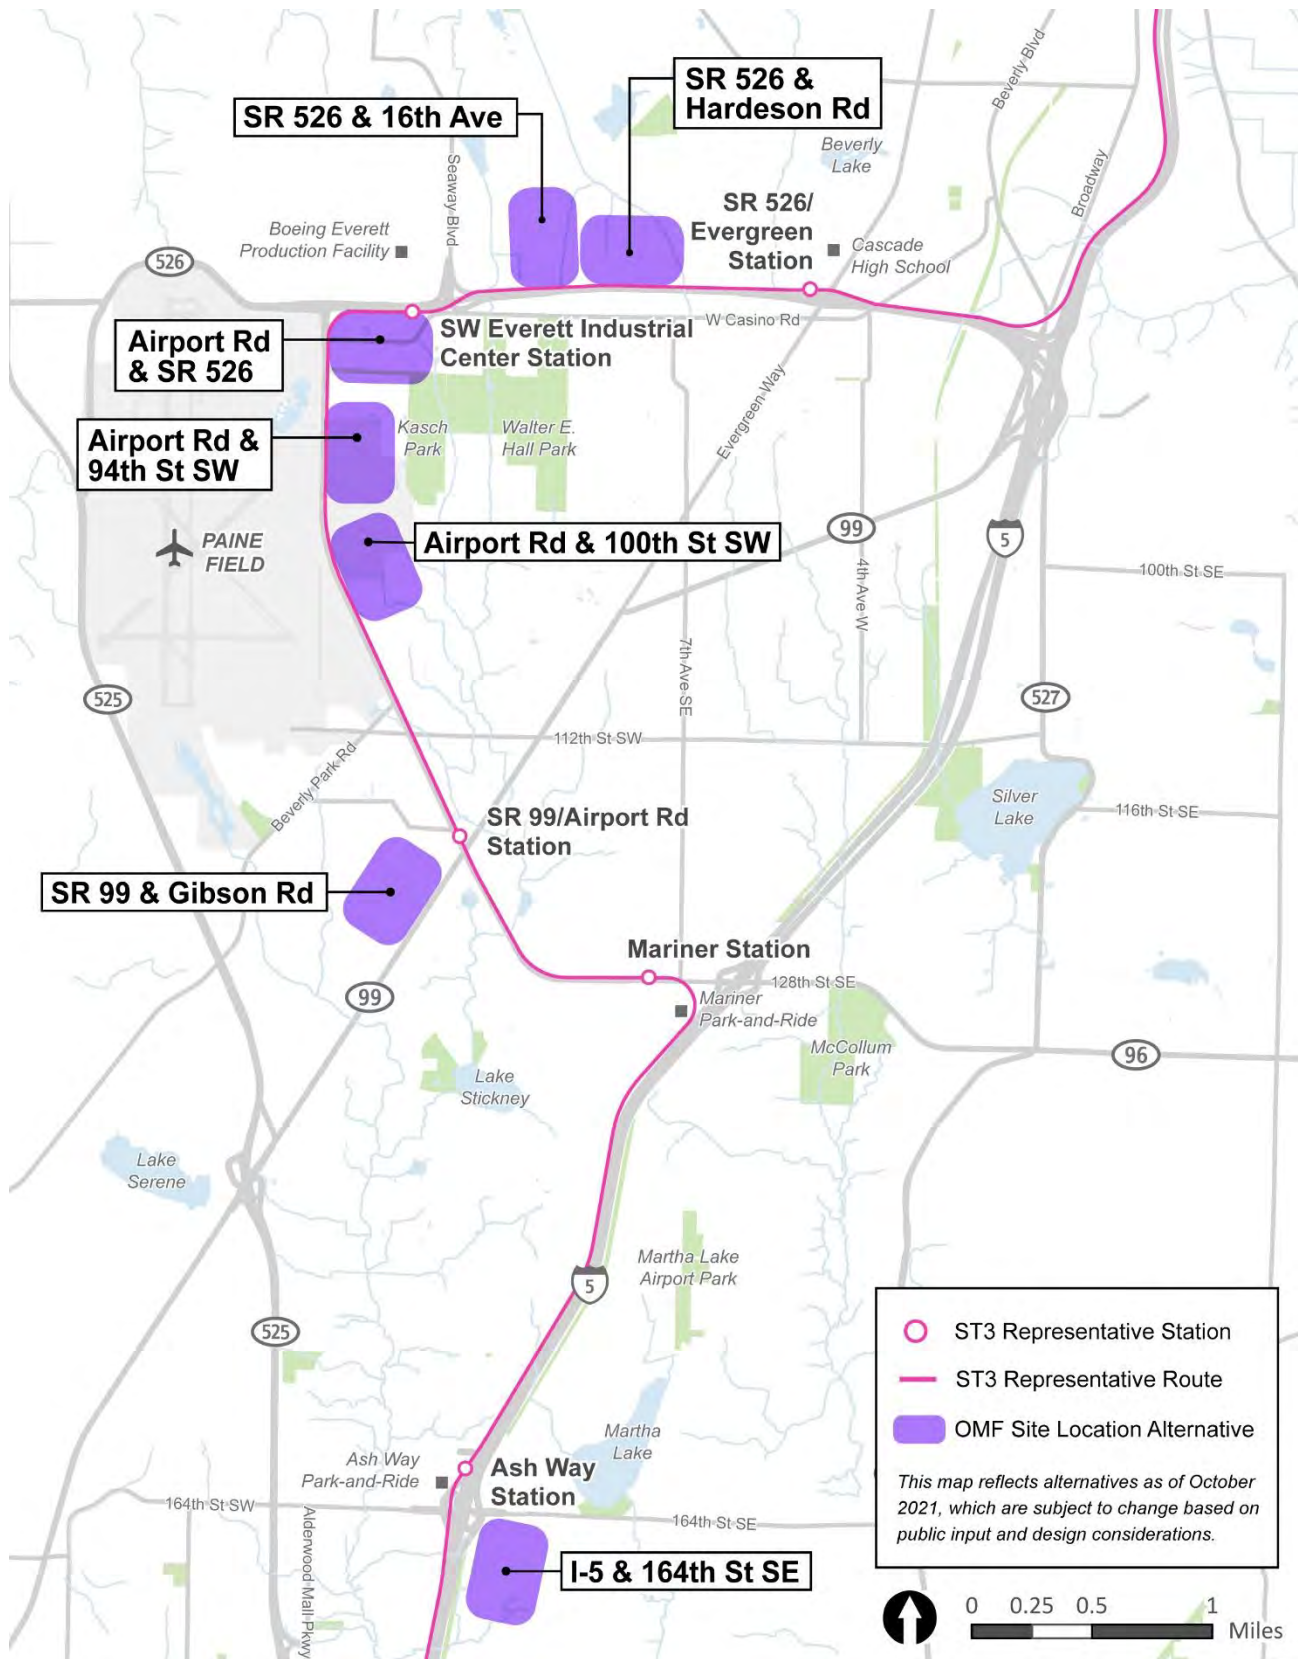 SR 526 &
Hardeson Rd
SR 526 & 16th Ave
Beverly Blvd
Beverly
Lake
Broadway
Seaway Blvd
SR 526/
Evergreen
Station
Boeing Everett
Production Facility
Cascade
High School
526
W Casino Rd
SW Everett Industrial
Center Station
Airport Rd
& SR 526
Evergreen Way
Kasch
Park
Walter E.
Hall Park
Airport Rd &
94th St SW
99
5
PAINE
FIELD
Airport Rd & 100th St SW
4th Ave W
100th St SE
7th Ave SE
525
527
112th St SW
Beverly Park Rd
Silver
Lake
116th St SE
SR 99/Airport Rd
Station
SR 99 & Gibson Rd
Mariner Station
128th St SE
99
Mariner
Park-and-Ride
McCollum
Park
96
Lake
Stickney
Lake
Serene
Martha Lake
Airport Park
5
525
Martha
Lake
Ash Way
Park-and-Ride
Ash Way
Station
164th St SW
164th St SE
Alderwood Mall Pkwy
I-5 & 164th St SE
ST3 Representative Station
ST3 Representative Route
OMF Site Location Alternative
This map reflects alternatives as of October
2021, which are subject to change based on
public input and design considerations.
0 0.25 0.5 1
Miles